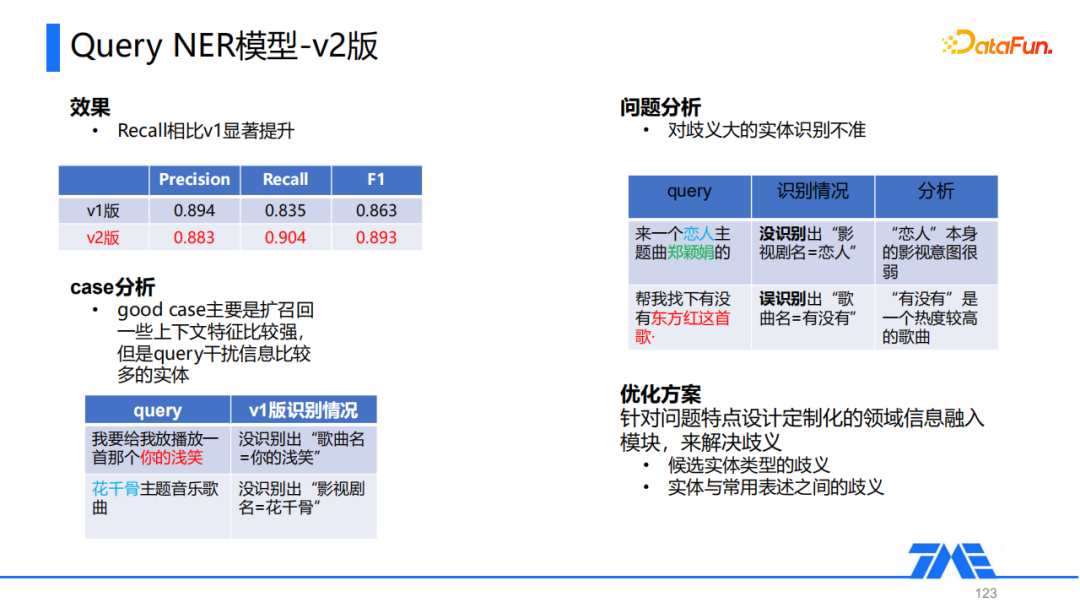 Query NER模型-v2版
DataFun.
效果
• Recall相比v1显著提升
Precision Recall F1
v1版 0.894 0.835 0.863
v2版 0.883 0.904 0.893
case分析
• good case主要是扩召回
一些上下文特征比较强，
但是query干扰信息比较
多的实体
query v1版识别情况
我要给我放播放一
首那个你的浅笑
没识别出“歌曲名
=你的浅笑”
花千骨主题音乐歌
曲
没识别出“影视剧
名=花千骨”
问题分析
• 对歧义大的实体识别不准
query 识别情况 分析
来一个恋人主
题曲郑颖娟的
没识别出“影
视剧名=恋人”
“恋人”本身
的影视意图很
弱
帮我找下有没
有东方红这首
歌·
误识别出“歌
曲名=有没有”
“有没有”是
一个热度较高
的歌曲
优化方案
针对问题特点设计定制化的领域信息融入
模块，来解决歧义
• 候选实体类型的歧义
• 实体与常用表述之间的歧义
TME
123